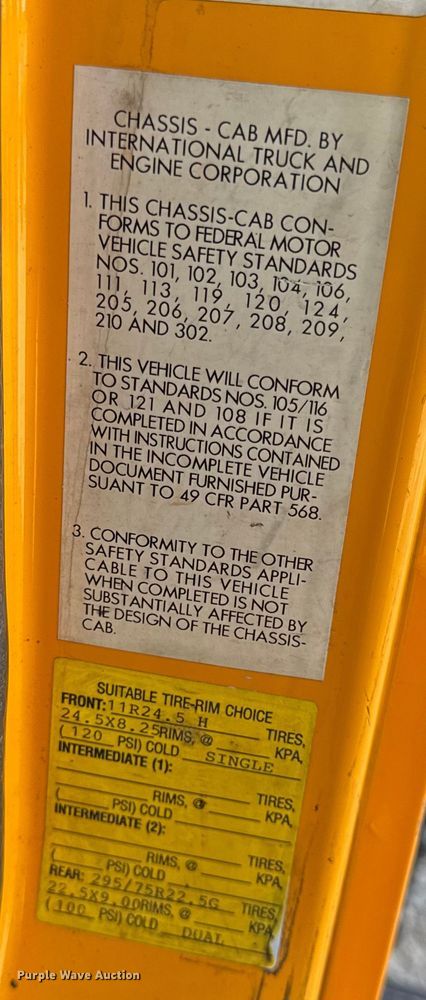 CHASSIS - CAB MFD. BY
INTERNATIONAL TRUCK AND
ENGINE CORPORATION
1. THIS CHASSIS-CAB CON-
FORMS TO FEDERAL MOTOR
VEHICLE SAFETY STANDARDS
NOS. 101, 102, 103, 104, 106,
111, 113, 119, 120, 124,
205, 206, 207, 208, 209,
210 AND 302.
2. THIS VEHICLE WILL CONFORM
TO STANDARDS NOS. 105/116
OR 121 AND 108 IF IT IS
COMPLETED IN ACCORDANCE
WITH INSTRUCTIONS CONTAINED
IN THE INCOMPLETE VEHICLE
DOCUMENT FURNISHED PUR-
SUANT TO 49 CFR PART 568.
3. CONFORMITY TO THE OTHER
SAFETY STANDARDS APPLI-
CABLE TO THIS VEHICLE
WHEN COMPLETED IS NOT
SUBSTANTIALLY AFFECTED BY
THE DESIGN OF THE CHASSIS-
CAB.
SUITABLE TIRE-RIM CHOICE
FRONT: 11R24.5 H TIRES,
24.5X8.25 RIMS, @ KPA,
(120 PSI) COLD SINGLE
INTERMEDIATE (1):
TIRES,
RIMS, @ KPA,
( PSI) COLD
INTERMEDIATE (2):
TIRES,
RIMS, @ KPA,
( PSI) COLD
REAR: 295/75R22.5G TIRES,
22.5X9.00 RIMS, @ KPA,
(100 PSI) COLD DUAL
Purple Wave Auction